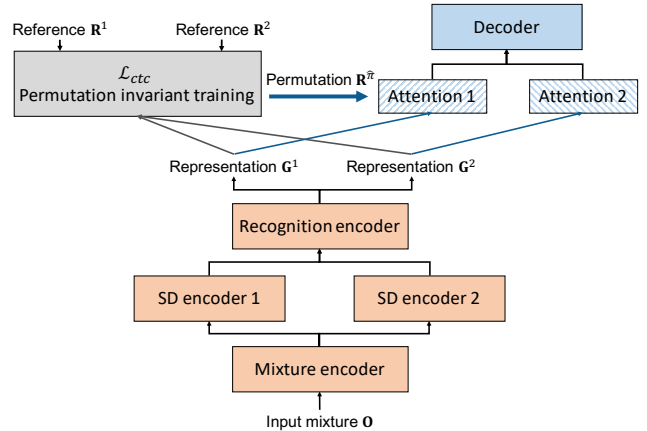 Reference R¹
Reference R²
Decoder
ℒ_ctc
Permutation invariant training
Permutation R^π̂
Attention 1
Attention 2
Representation G¹
Representation G²
Recognition encoder
SD encoder 1
SD encoder 2
Mixture encoder
Input mixture O